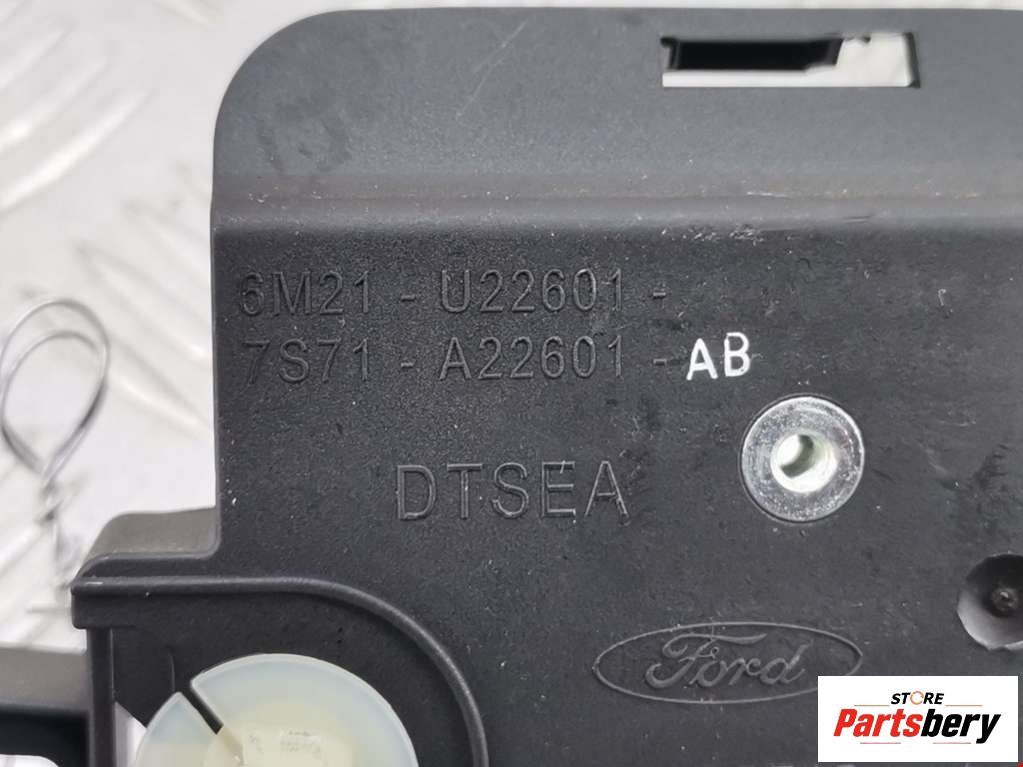 6M21 - U22601 -
7S71 - A22601 - AB
DTSEA
Ford
STORE
Partsbery